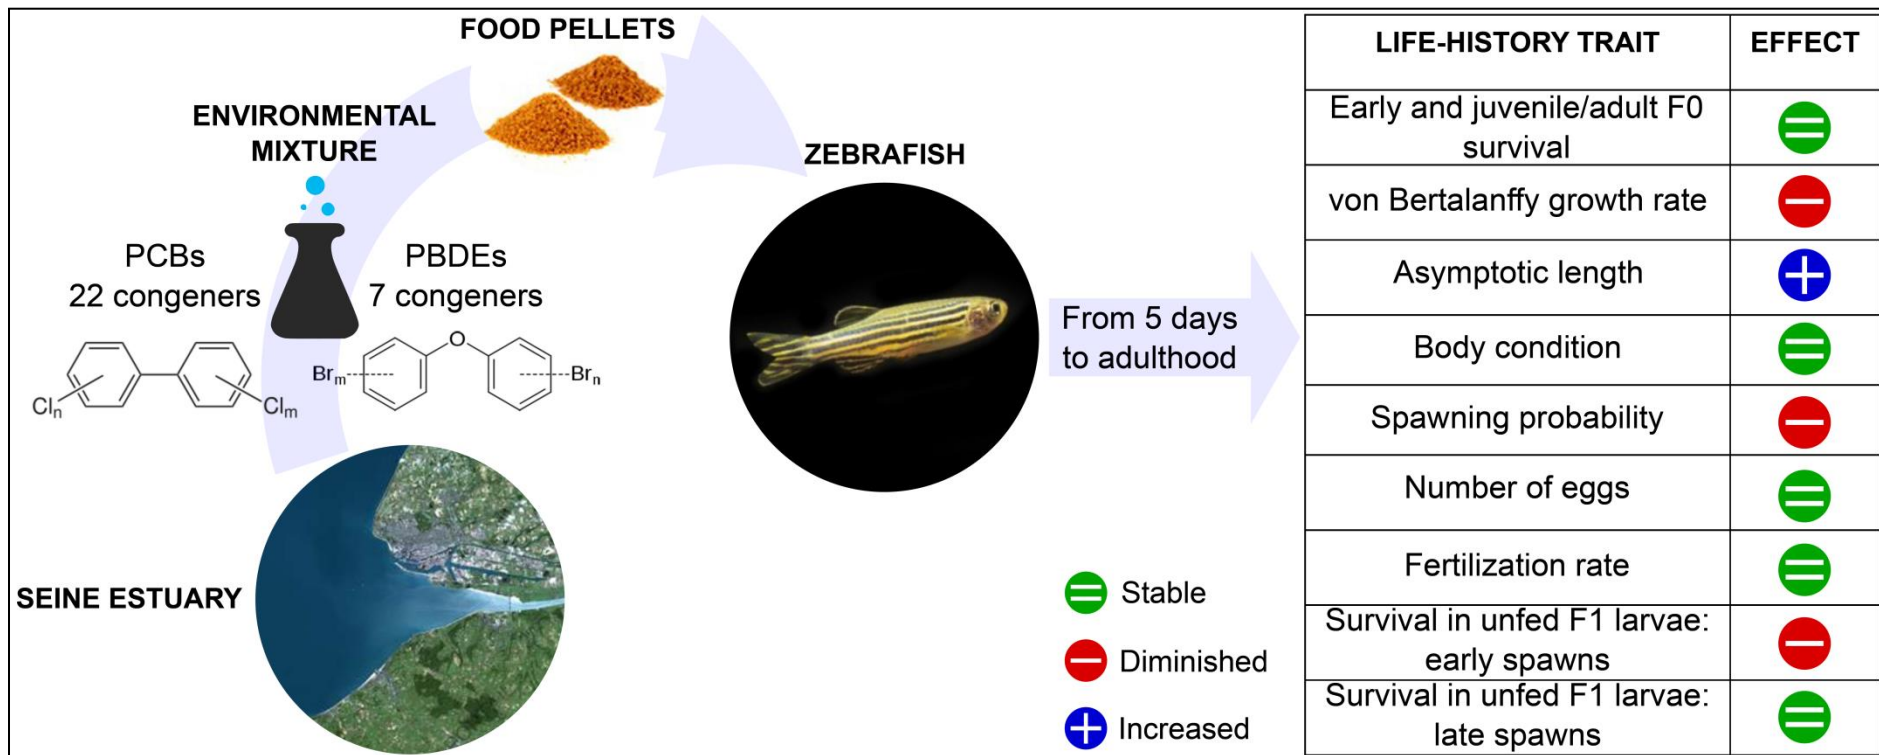 FOOD PELLETS
ENVIRONMENTAL
MIXTURE
ZEBRAFISH
PCBs
22 congeners
PBDEs
7 congeners
Cln
Clm
Brm
O
Brn
SEINE ESTUARY
From 5 days
to adulthood
Stable
Diminished
Increased
LIFE-HISTORY TRAIT
EFFECT
Early and juvenile/adult F0
survival
von Bertalanffy growth rate
Asymptotic length
Body condition
Spawning probability
Number of eggs
Fertilization rate
Survival in unfed F1 larvae:
early spawns
Survival in unfed F1 larvae:
late spawns